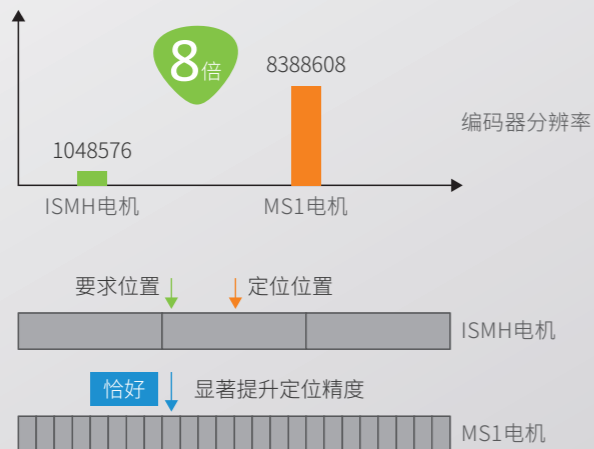 8倍
8388608
1048576
编码器分辨率
ISMH电机
MS1电机
要求位置
定位位置
ISMH电机
恰好
显著提升定位精度
MS1电机